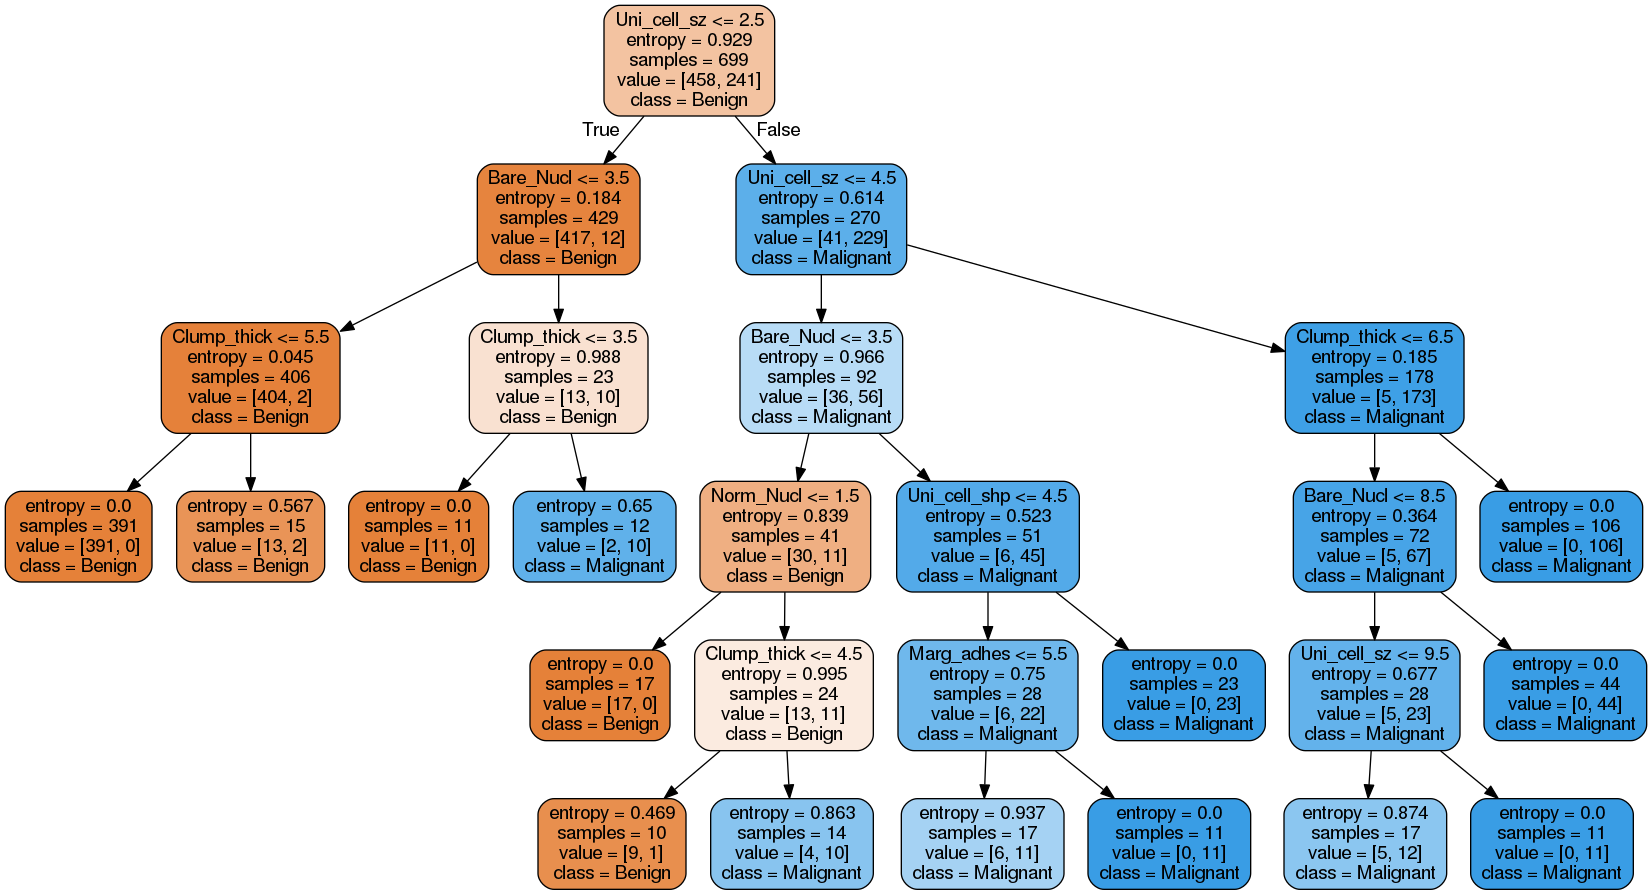 Uni_cell_sz <= 2.5
entropy = 0.929
samples = 699
value = [458, 241]
class = Benign
True
False
Bare_Nucl <= 3.5
entropy = 0.184
samples = 429
value = [417, 12]
class = Benign
Uni_cell_sz <= 4.5
entropy = 0.614
samples = 270
value = [41, 229]
class = Malignant
Clump_thick <= 5.5
entropy = 0.045
samples = 406
value = [404, 2]
class = Benign
Clump_thick <= 3.5
entropy = 0.988
samples = 23
value = [13, 10]
class = Benign
Bare_Nucl <= 3.5
entropy = 0.966
samples = 92
value = [36, 56]
class = Malignant
Clump_thick <= 6.5
entropy = 0.185
samples = 178
value = [5, 173]
class = Malignant
entropy = 0.0
samples = 391
value = [391, 0]
class = Benign
entropy = 0.567
samples = 15
value = [13, 2]
class = Benign
entropy = 0.0
samples = 11
value = [11, 0]
class = Benign
entropy = 0.65
samples = 12
value = [2, 10]
class = Malignant
Norm_Nucl <= 1.5
entropy = 0.839
samples = 41
value = [30, 11]
class = Benign
Uni_cell_shp <= 4.5
entropy = 0.523
samples = 51
value = [6, 45]
class = Malignant
Bare_Nucl <= 8.5
entropy = 0.364
samples = 72
value = [5, 67]
class = Malignant
entropy = 0.0
samples = 106
value = [0, 106]
class = Malignant
entropy = 0.0
samples = 17
value = [17, 0]
class = Benign
Clump_thick <= 4.5
entropy = 0.995
samples = 24
value = [13, 11]
class = Benign
Marg_adhes <= 5.5
entropy = 0.75
samples = 28
value = [6, 22]
class = Malignant
entropy = 0.0
samples = 23
value = [0, 23]
class = Malignant
Uni_cell_sz <= 9.5
entropy = 0.677
samples = 28
value = [5, 23]
class = Malignant
entropy = 0.0
samples = 44
value = [0, 44]
class = Malignant
entropy = 0.469
samples = 10
value = [9, 1]
class = Benign
entropy = 0.863
samples = 14
value = [4, 10]
class = Malignant
entropy = 0.937
samples = 17
value = [6, 11]
class = Malignant
entropy = 0.0
samples = 11
value = [0, 11]
class = Malignant
entropy = 0.874
samples = 17
value = [5, 12]
class = Malignant
entropy = 0.0
samples = 11
value = [0, 11]
class = Malignant